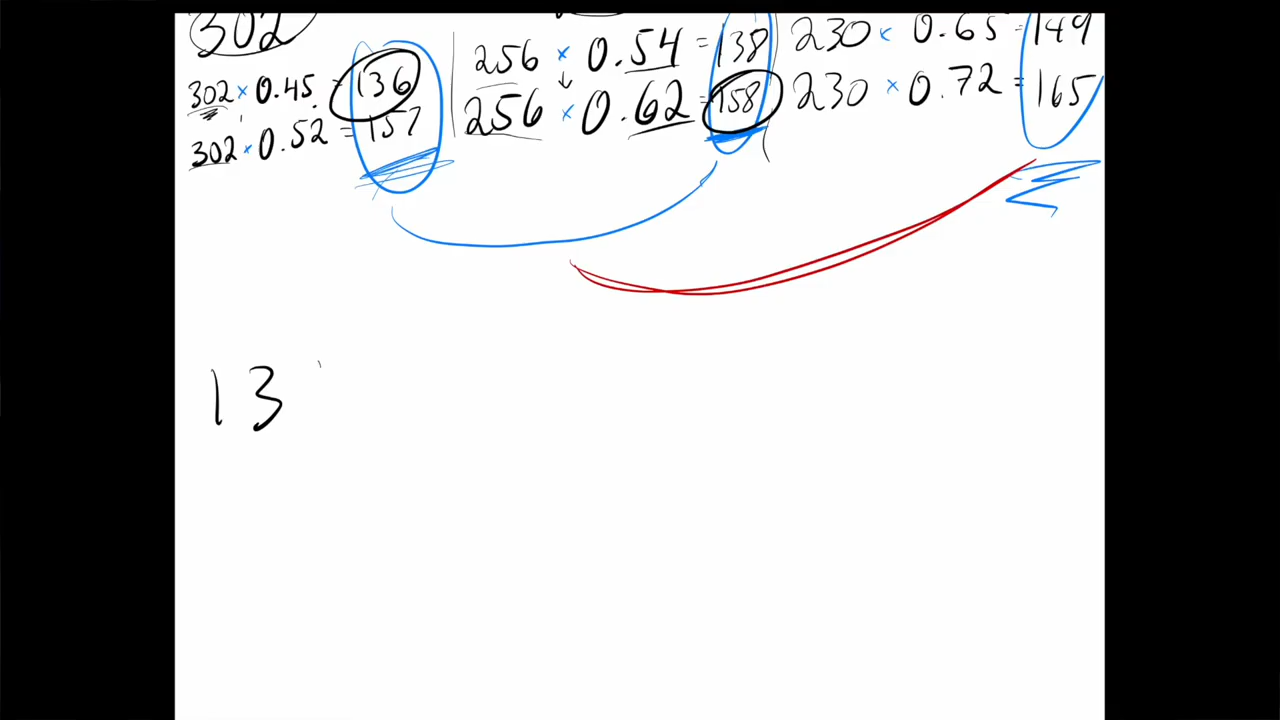 302
302 × 0.45 = 136
302 × 0.52 = 157
256 × 0.54 = 138
256 × 0.62 = 158
230 × 0.65 = 149
230 × 0.72 = 165
13